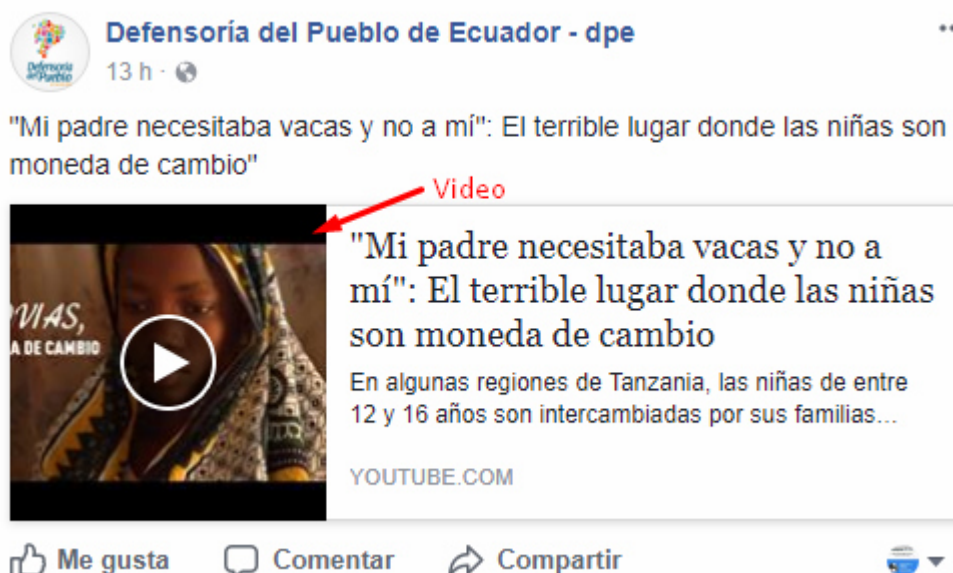 Defensoría del Pueblo de Ecuador - dpe
Defensoría
del Pueblo
13 h ·
"Mi padre necesitaba vacas y no a mí": El terrible lugar donde las niñas son
moneda de cambio"
Video
VIAS,
A DE CAMBIO
"Mi padre necesitaba vacas y no a
mí": El terrible lugar donde las niñas
son moneda de cambio
En algunas regiones de Tanzania, las niñas de entre
12 y 16 años son intercambiadas por sus familias...
YOUTUBE.COM
Me gusta
Comentar
Compartir